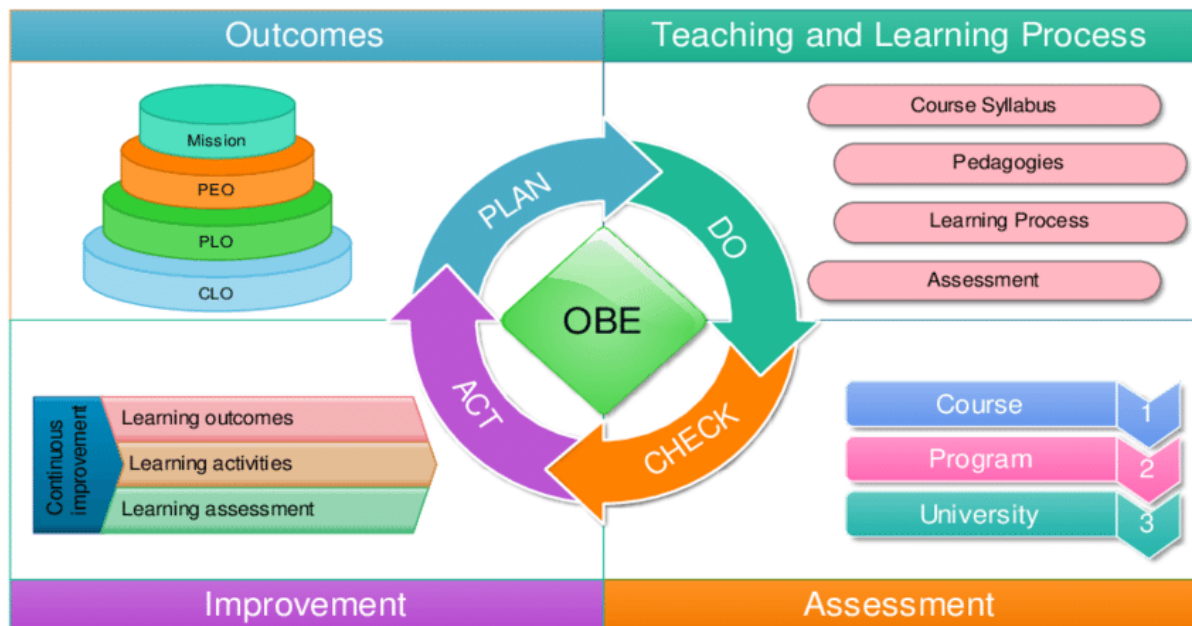 Outcomes
Teaching and Learning Process
Mission
PEO
PLO
CLO
Course Syllabus
Pedagogies
Learning Process
Assessment
PLAN
DO
OBE
ACT
CHECK
Continuous
improvement
Learning outcomes
Learning activities
Learning assessment
Course
1
Program
2
University
3
Improvement
Assessment